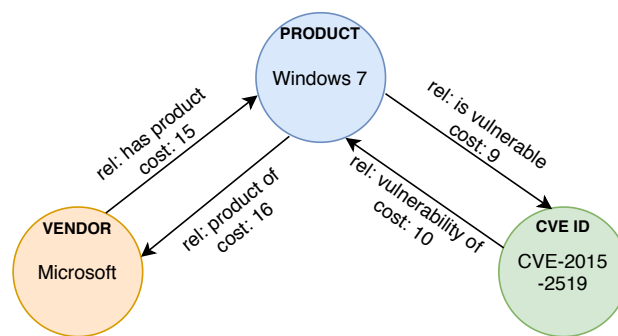 PRODUCT
Windows 7
rel: has product
cost: 15
rel: is vulnerable
cost: 9
rel: product of
cost: 16
rel: vulnerability of
cost: 10
VENDOR
Microsoft
CVE ID
CVE-2015
-2519